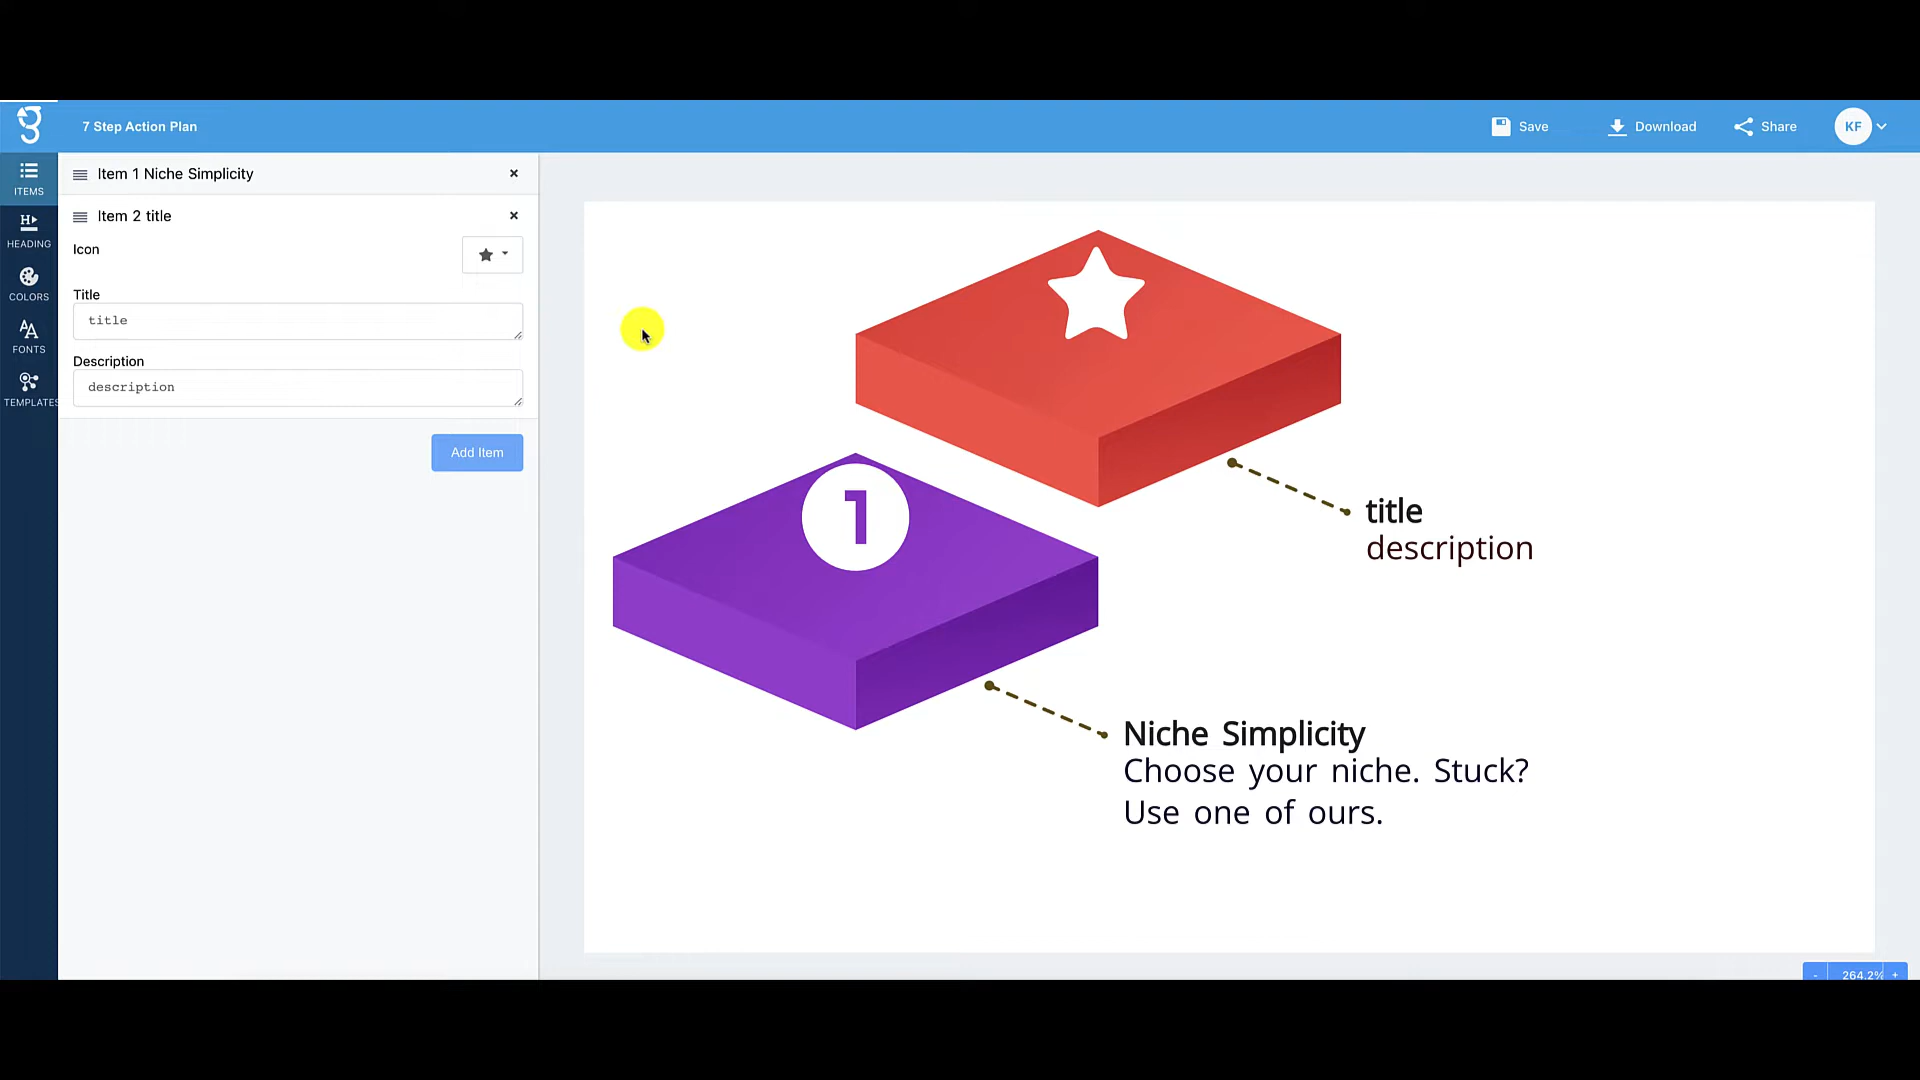 7 Step Action Plan
Save
Download
Share
KF
ITEMS
HEADING
COLORS
FONTS
TEMPLATES
Item 1 Niche Simplicity
Item 2 title
Icon
Title
title
Description
description
Add Item
1
title
description
Niche Simplicity
Choose your niche. Stuck?
Use one of ours.
- 264.2% +